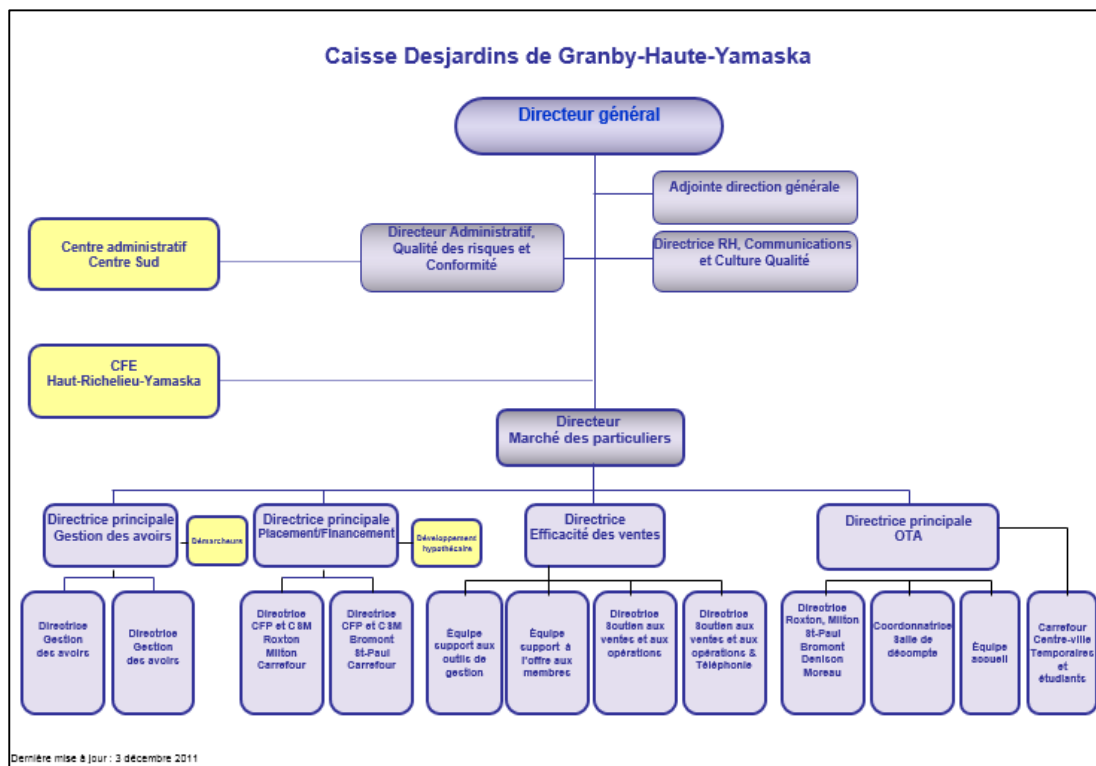 Caisse Desjardins de Granby-Haute-Yamaska
Directeur général
Adjointe direction générale
Centre administratif
Centre Sud
Directeur Administratif,
Qualité des risques et
Conformité
Directrice RH, Communications
et Culture Qualité
CFE
Haut-Richelieu-Yamaska
Directeur
Marché des particuliers
Directrice principale
Gestion des avoirs
Démarcheurs
Directrice principale
Placement/Financement
Développement
hypothécaire
Directrice
Efficacité des ventes
Directrice principale
OTA
Directrice
Gestion
des avoirs
Directrice
Gestion
des avoirs
Directrice
CFP et CSM
Roxton
Milton
Carrefour
Directrice
CFP et CSM
Bromont
St-Paul
Carrefour
Équipe
support aux
outils de
gestion
Équipe
support à
l'offre aux
membres
Directrice
Soutien aux
ventes et aux
opérations
Directrice
Soutien aux
ventes et aux
opérations &
Téléphonie
Directrice
Roxton, Milton
St-Paul
Bromont
Denison
Moreau
Coordonnatrice
Salle de
décompte
Équipe
accueil
Carrefour
Centre-ville
Temporaires
et
étudiants
Dernière mise à jour : 3 décembre 2011